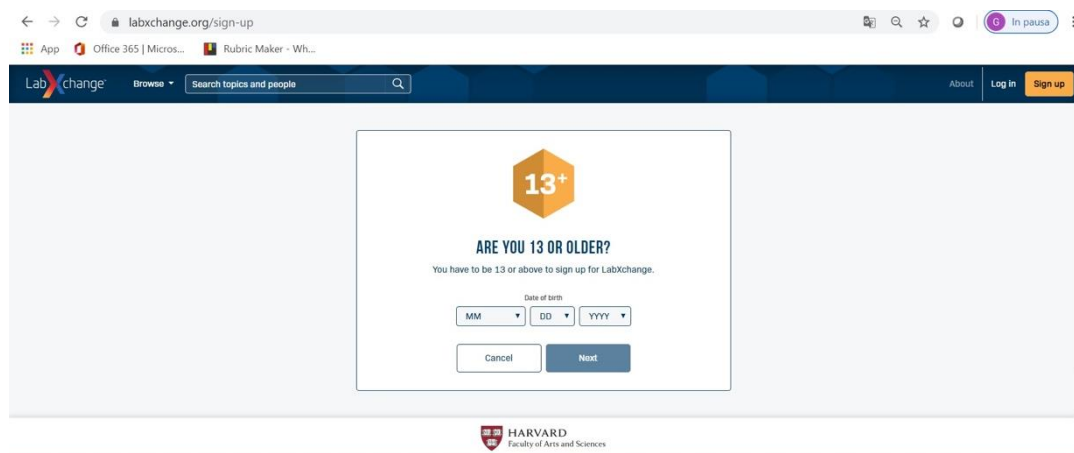 labxchange.org/sign-up
G In pausa
App Office 365 | Micros... Rubric Maker - Wh...
LabXchange Browse Search topics and people About Log in Sign up
13+
ARE YOU 13 OR OLDER?
You have to be 13 or above to sign up for LabXchange.
Date of birth
MM DD YYYY
Cancel Next
HARVARD
Faculty of Arts and Sciences